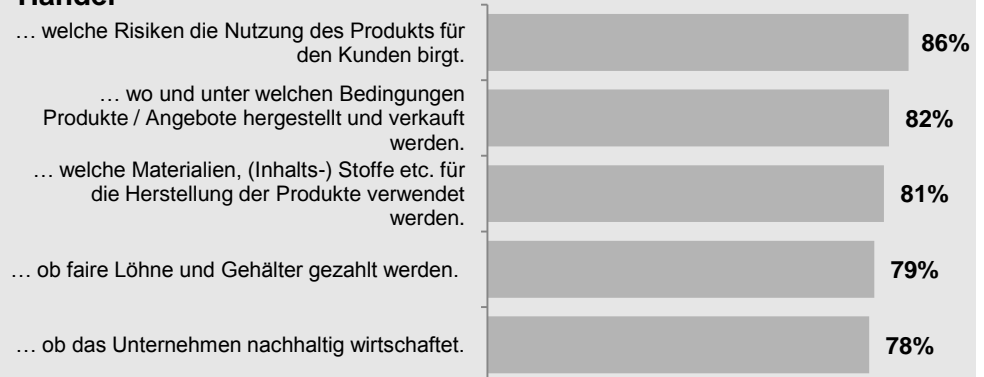 … welche Risiken die Nutzung des Produkts für
den Kunden birgt.
86%
… wo und unter welchen Bedingungen
Produkte / Angebote hergestellt und verkauft
werden.
82%
… welche Materialien, (Inhalts-) Stoffe etc. für
die Herstellung der Produkte verwendet
werden.
81%
… ob faire Löhne und Gehälter gezahlt werden.
79%
… ob das Unternehmen nachhaltig wirtschaftet.
78%